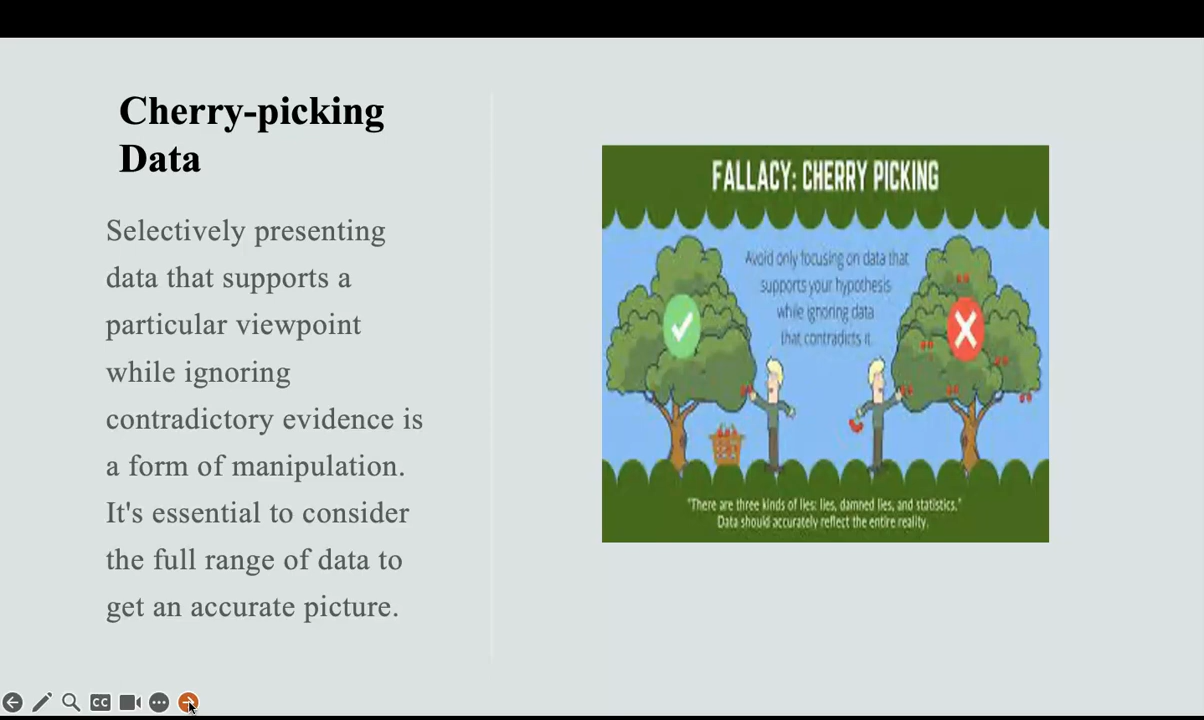 Cherry-picking
Data
Selectively presenting
data that supports a
particular viewpoint
while ignoring
contradictory evidence is
a form of manipulation.
It's essential to consider
the full range of data to
get an accurate picture.
FALLACY: CHERRY PICKING
Avoid only focusing on data that
supports your hypothesis
while ignoring data
that contradicts it.
"There are three kinds of lies: lies, damned lies, and statistics."
Data should accurately reflect the entire reality.
CC